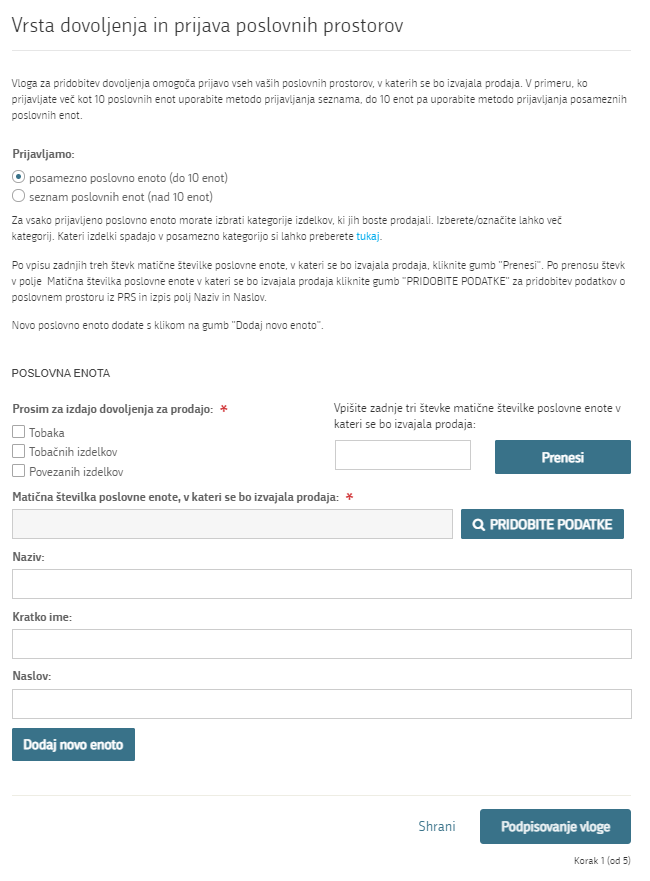 Vrsta dovoljenja in prijava poslovnih prostorov
Vloga za pridobitev dovoljenja omogoča prijavo vseh vaših poslovnih prostorov, v katerih se bo izvajala prodaja. V primeru, ko
prijavljate več kot 10 poslovnih enot uporabite metodo prijavljanja seznama, do 10 enot pa uporabite metodo prijavljanja posameznih
poslovnih enot.
Prijavljamo:
posamezno poslovno enoto (do 10 enot)
seznam poslovnih enot (nad 10 enot)
Za vsako prijavljeno poslovno enoto morate izbrati kategorije izdelkov, ki jih boste prodajali. Izberete/označite lahko več
kategorij. Kateri izdelki spadajo v posamezno kategorijo si lahko preberete tukaj.
Po vpisu zadnjih treh števk matične številke poslovne enote, v kateri se bo izvajala prodaja, kliknite gumb "Prenesi". Po prenosu števk
v polje Matična številka poslovne enote v kateri se bo izvajala prodaja kliknite gumb "PRIDOBITE PODATKE" za pridobitev podatkov o
poslovnem prostoru iz PRS in izpis polj Naziv in Naslov.
Novo poslovno enoto dodate s klikom na gumb "Dodaj novo enoto".
POSLOVNA ENOTA
Prosim za izdajo dovoljenja za prodajo: *
Tobaka
Tobačnih izdelkov
Povezanih izdelkov
Vpišite zadnje tri števke matične številke poslovne enote v
kateri se bo izvajala prodaja:
Prenesi
Matična številka poslovne enote, v kateri se bo izvajala prodaja: *
PRIDOBITE PODATKE
Naziv:
Kratko ime:
Naslov:
Dodaj novo enoto
Shrani
Podpisovanje vloge
Korak 1 (od 5)